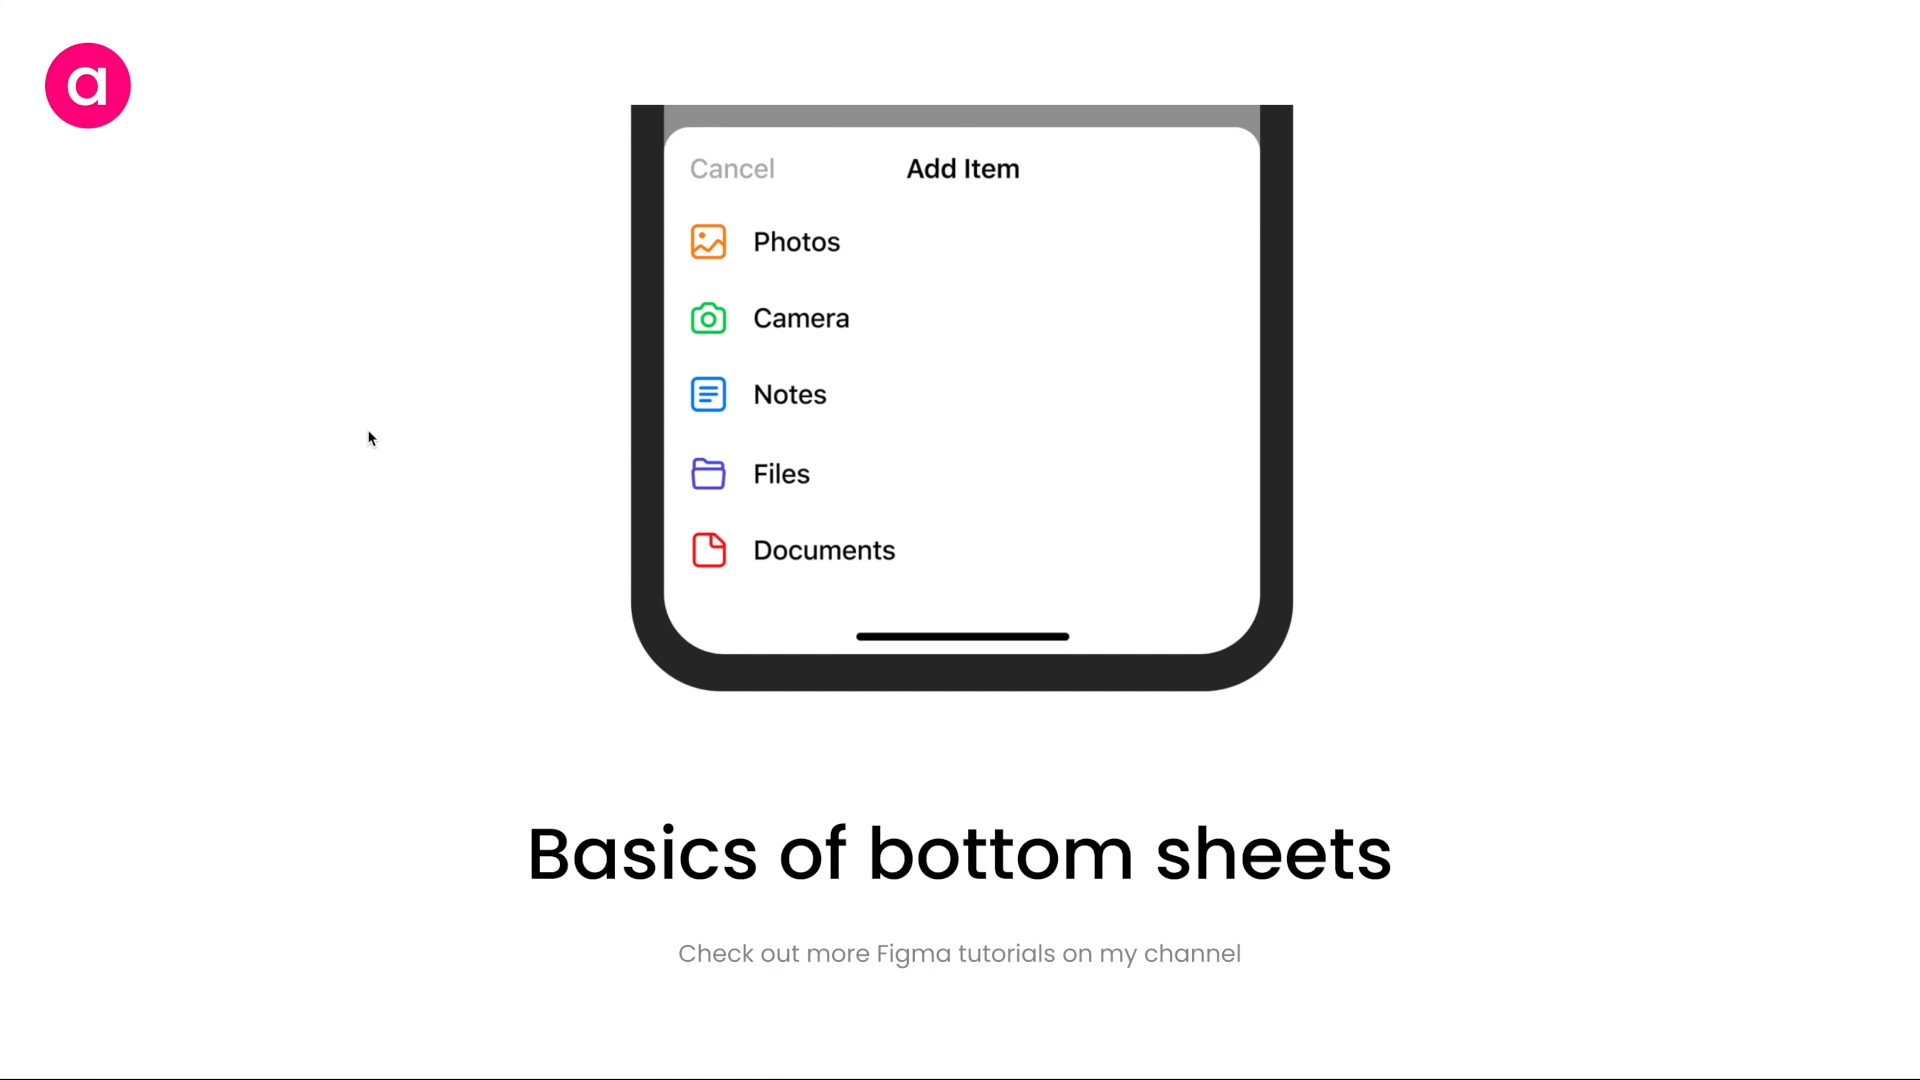 a
Cancel
Add Item
Photos
Camera
Notes
Files
Documents
Basics of bottom sheets
Check out more Figma tutorials on my channel